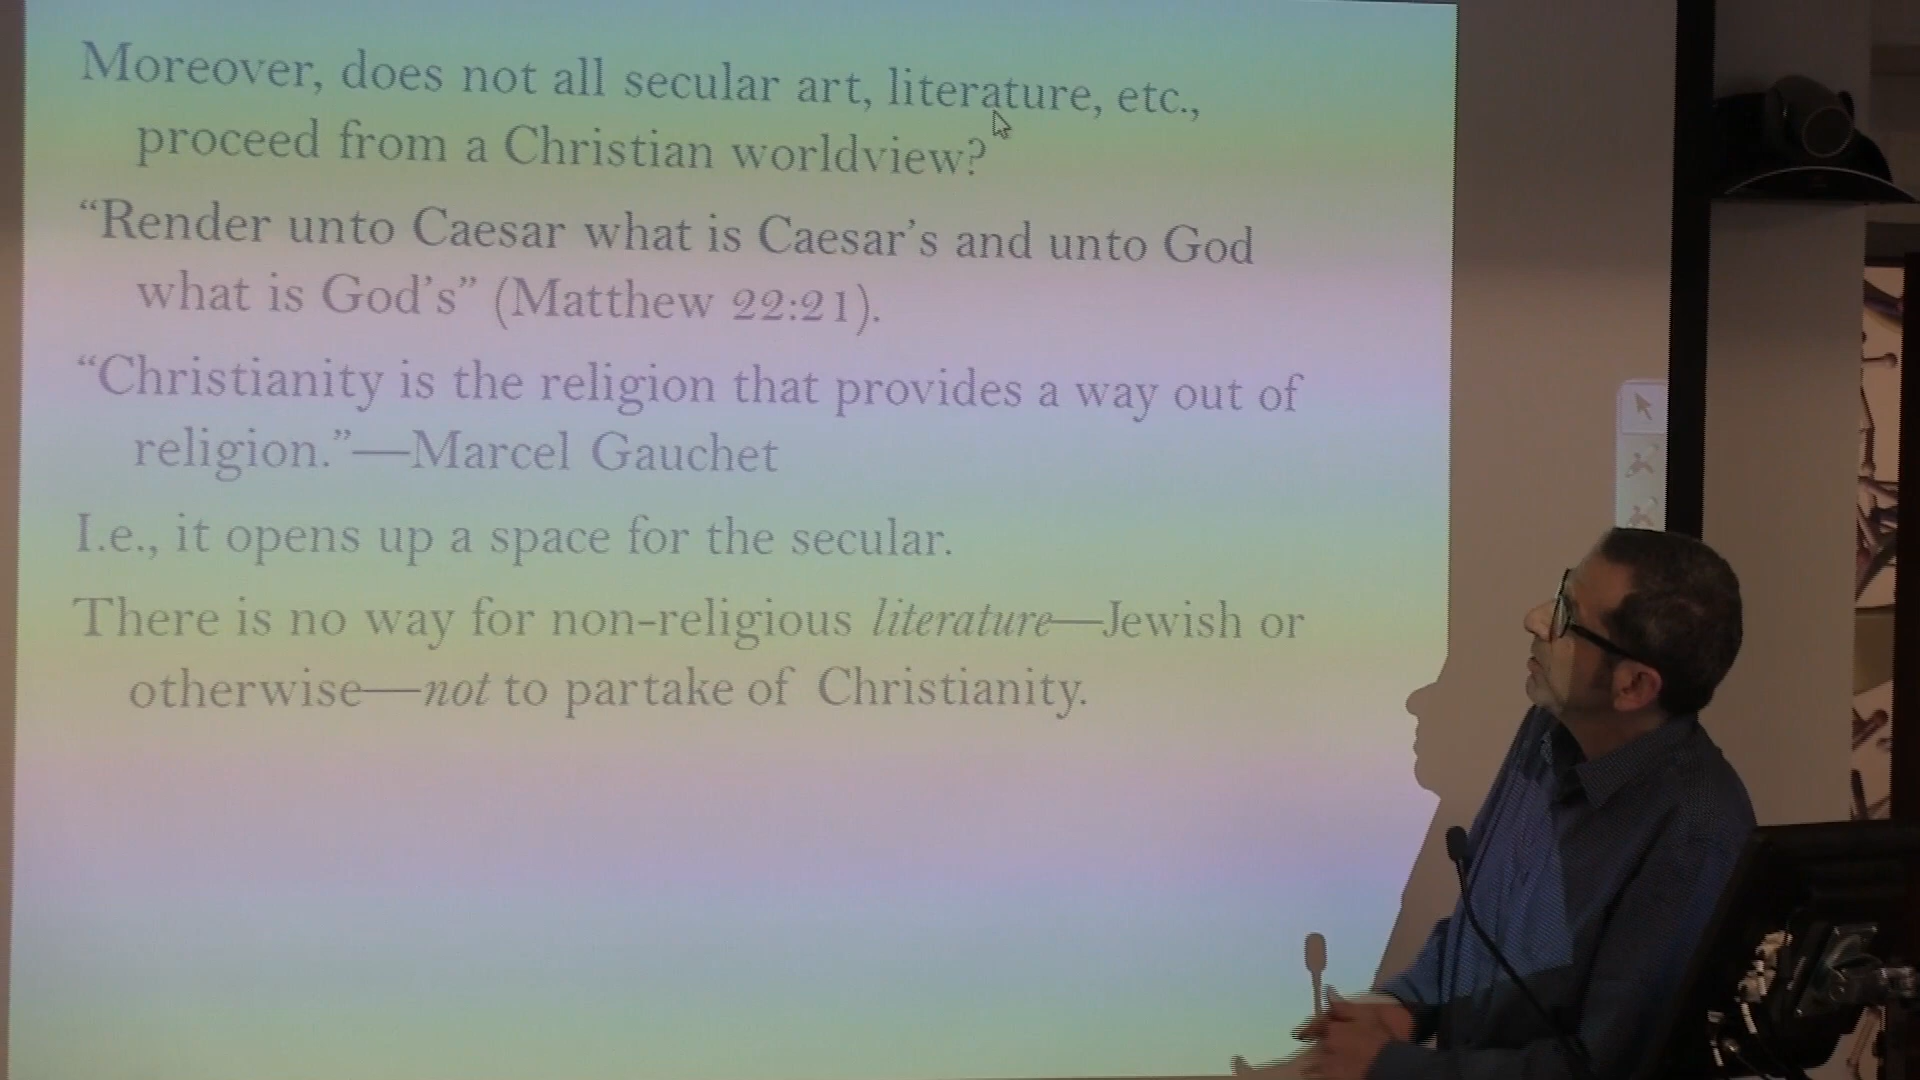 Moreover, does not all secular art, literature, etc.,
proceed from a Christian worldview?
“Render unto Caesar what is Caesar’s and unto God
what is God’s” (Matthew 22:21).
“Christianity is the religion that provides a way out of
religion.”—Marcel Gauchet
I.e., it opens up a space for the secular.
There is no way for non-religious literature—Jewish or
otherwise—not to partake of Christianity.